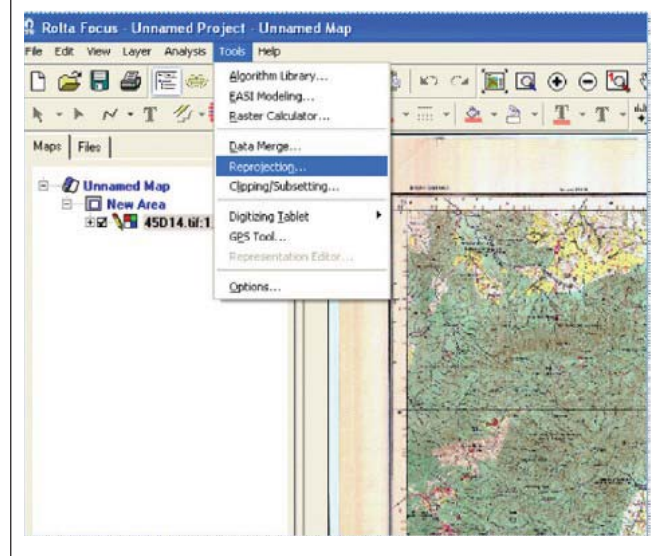 Rolta Focus - Unnamed Project - Unnamed Map
File Edit View Layer Analysis Tools Help
Algorithm Library...
EASI Modeling...
Raster Calculator...
Data Merge...
Reprojection...
Clipping/Subsetting...
Digitizing Tablet
GPS Tool...
Representation Editor...
Options...
Maps Files
Unnamed Map
New Area
45D14.tif:1